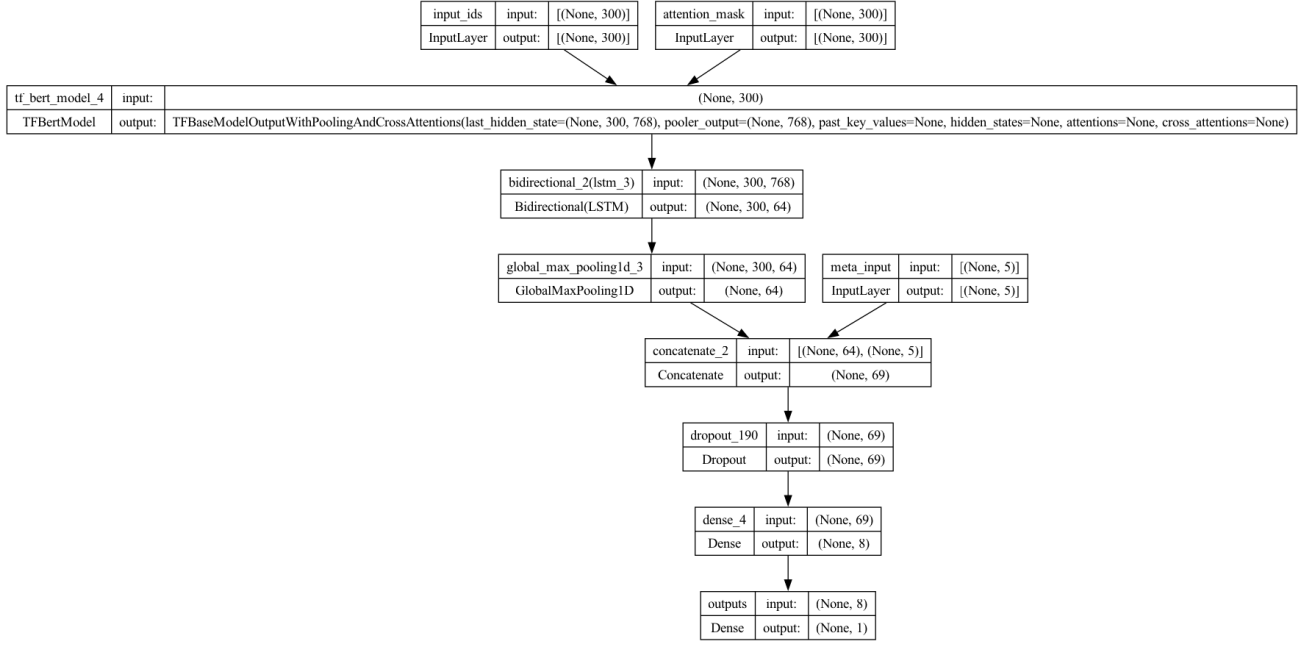 input_ids input: [(None, 300)]
InputLayer output: [(None, 300)]
attention_mask input: [(None, 300)]
InputLayer output: [(None, 300)]
tf_bert_model_4 input: (None, 300)
TFBertModel output: TFBaseModelOutputWithPoolingAndCrossAttentions(last_hidden_state=(None, 300, 768), pooler_output=(None, 768), past_key_values=None, hidden_states=None, attentions=None, cross_attentions=None)
bidirectional_2(lstm_3) input: (None, 300, 768)
Bidirectional(LSTM) output: (None, 300, 64)
global_max_pooling1d_3 input: (None, 300, 64)
GlobalMaxPooling1D output: (None, 64)
meta_input input: [(None, 5)]
InputLayer output: [(None, 5)]
concatenate_2 input: [(None, 64), (None, 5)]
Concatenate output: (None, 69)
dropout_190 input: (None, 69)
Dropout output: (None, 69)
dense_4 input: (None, 69)
Dense output: (None, 8)
outputs input: (None, 8)
Dense output: (None, 1)